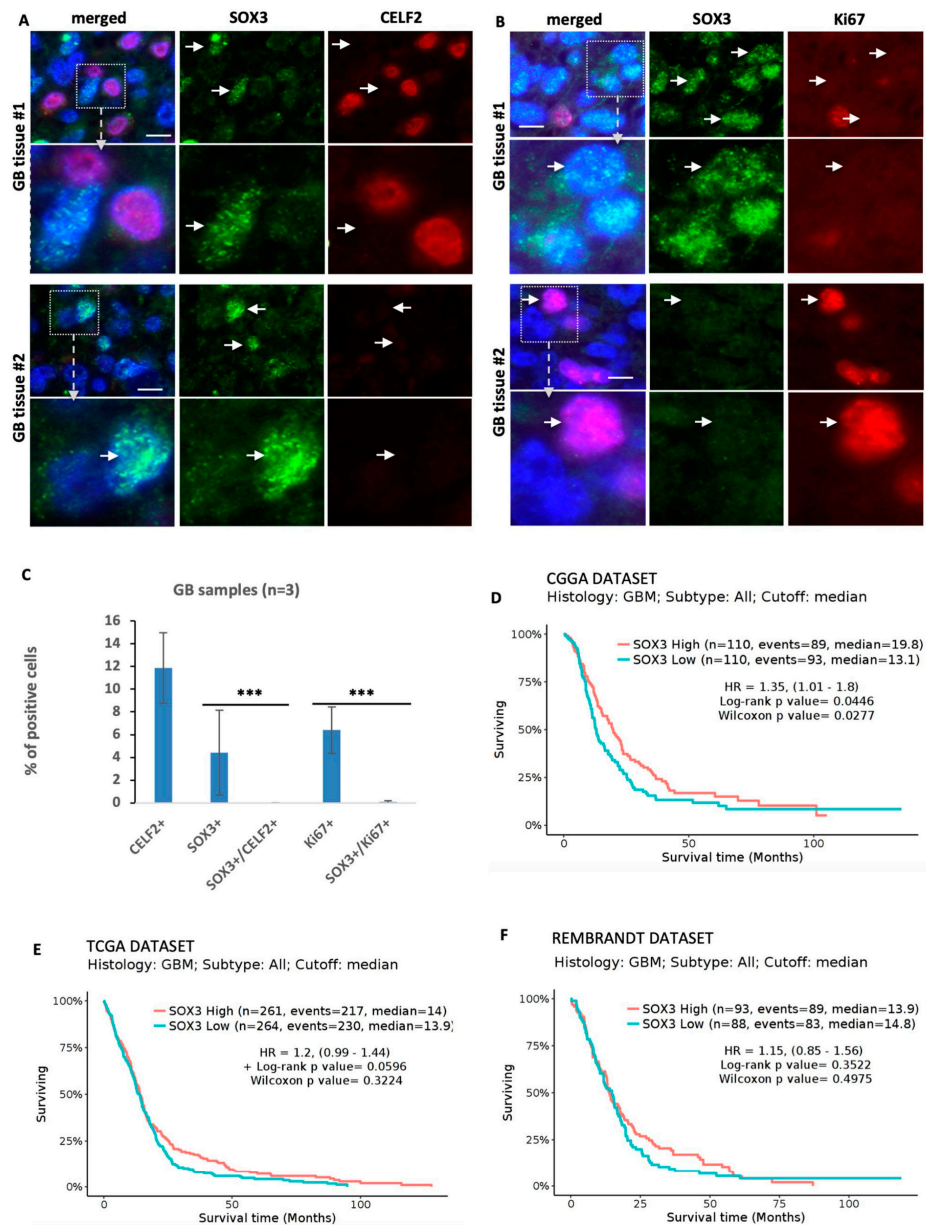 A
merged
SOX3
CELF2
GB tissue #1
GB tissue #2
B
merged
SOX3
Ki67
GB tissue #1
GB tissue #2
C
GB samples (n=3)
% of positive cells
16
14
12
10
8
6
4
2
0
***
***
CELF2+
SOX3+
SOX3+/CELF2+
Ki67+
SOX3+/Ki67+
D
CGGA DATASET
Histology: GBM; Subtype: All; Cutoff: median
SOX3 High (n=110, events=89, median=19.8)
SOX3 Low (n=110, events=93, median=13.1)
HR = 1.35, (1.01 - 1.8)
Log-rank p value= 0.0446
Wilcoxon p value= 0.0277
Surviving
100%
75%
50%
25%
0%
0 50 100
Survival time (Months)
E
TCGA DATASET
Histology: GBM; Subtype: All; Cutoff: median
SOX3 High (n=261, events=217, median=14)
SOX3 Low (n=264, events=230, median=13.9)
HR = 1.2, (0.99 - 1.44)
+ Log-rank p value= 0.0596
Wilcoxon p value= 0.3224
Surviving
100%
75%
50%
25%
0%
0 50 100
Survival time (Months)
F
REMBRANDT DATASET
Histology: GBM; Subtype: All; Cutoff: median
SOX3 High (n=93, events=89, median=13.9)
SOX3 Low (n=88, events=83, median=14.8)
HR = 1.15, (0.85 - 1.56)
Log-rank p value= 0.3522
Wilcoxon p value= 0.4975
Surviving
100%
75%
50%
25%
0%
0 25 50 75 100
Survival time (Months)